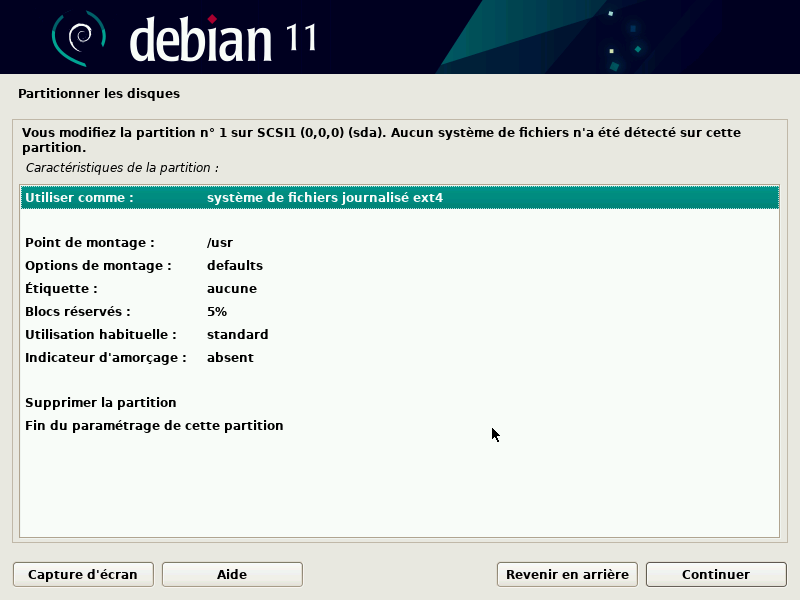 debian 11
Partitionner les disques
Vous modifiez la partition n° 1 sur SCSI1 (0,0,0) (sda). Aucun système de fichiers n'a été détecté sur cette
partition.
Caractéristiques de la partition :
Utiliser comme : système de fichiers journalisé ext4
Point de montage : /usr
Options de montage : defaults
Étiquette : aucune
Blocs réservés : 5%
Utilisation habituelle : standard
Indicateur d'amorçage : absent
Supprimer la partition
Fin du paramétrage de cette partition
Capture d'écran Aide Revenir en arrière Continuer